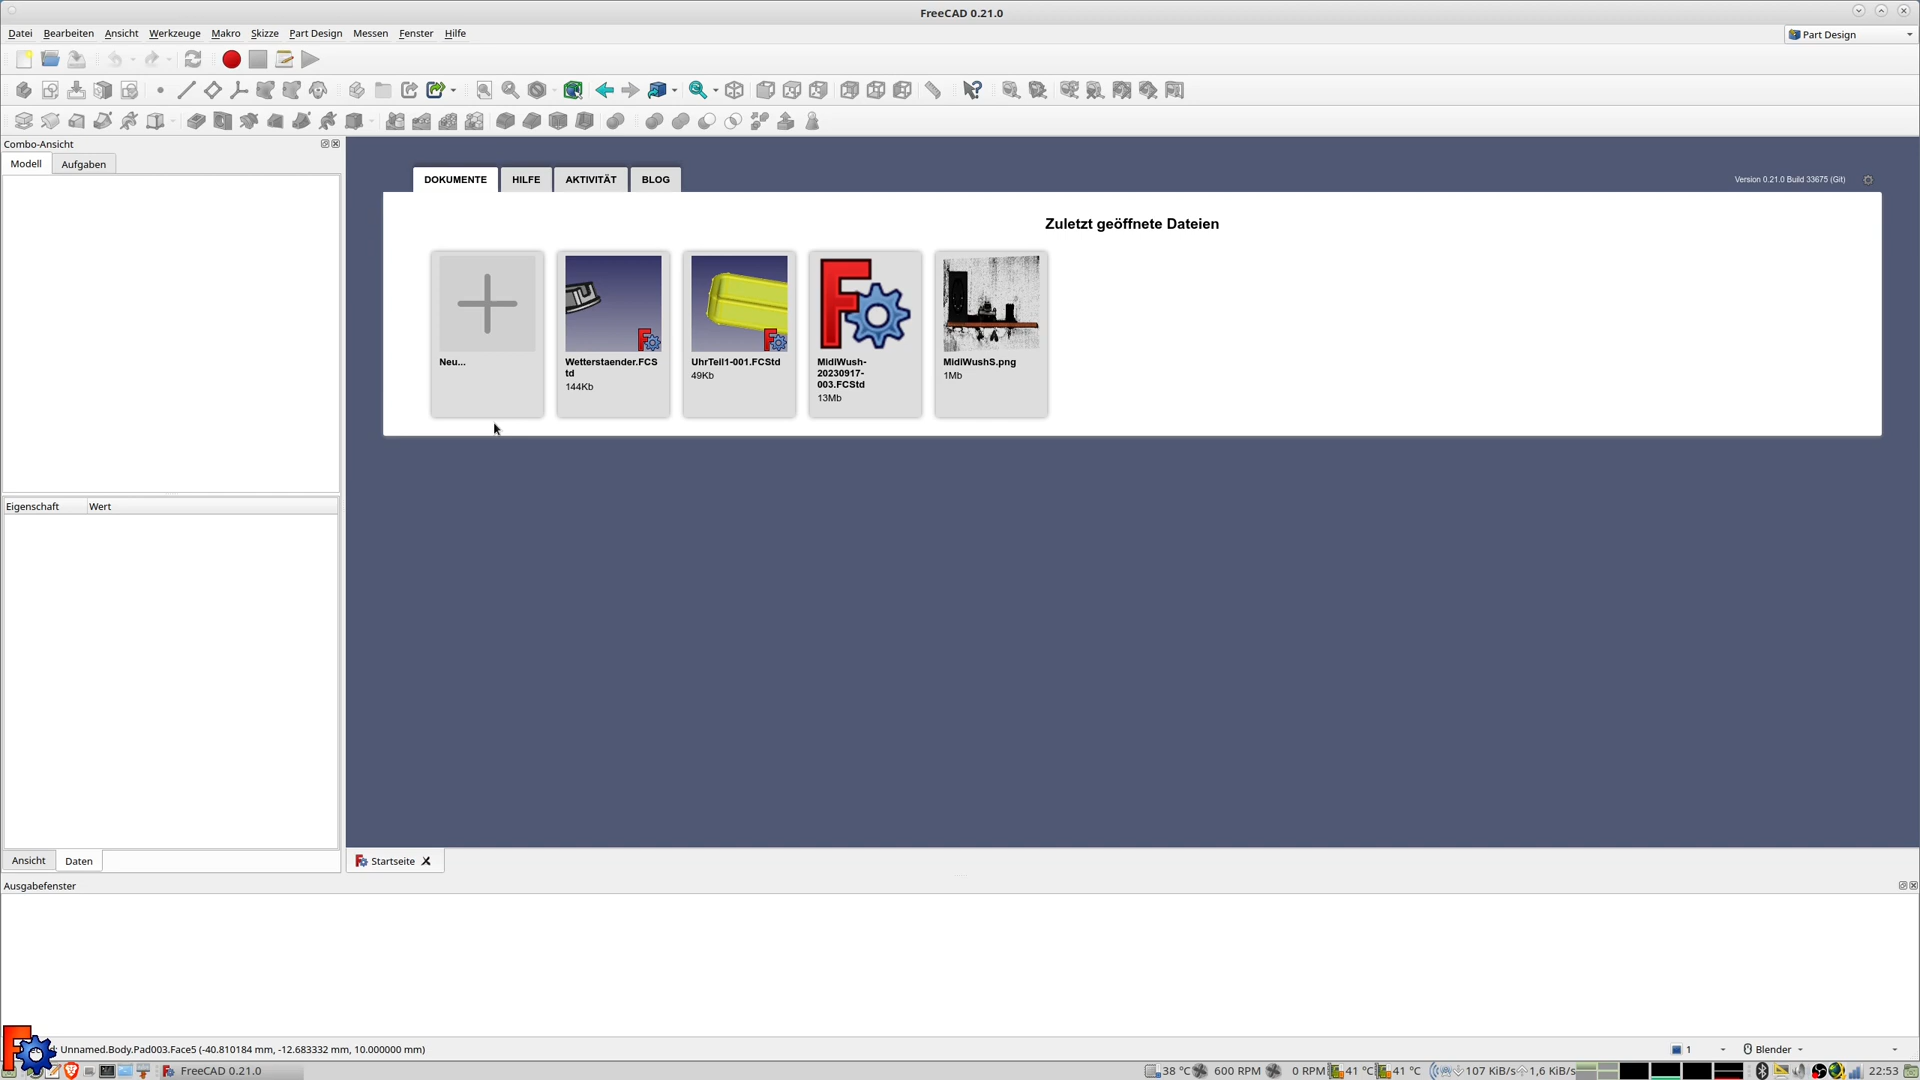 FreeCAD 0.21.0
Datei Bearbeiten Ansicht Werkzeuge Makro Skizze Part Design Messen Fenster Hilfe
Part Design
Combo-Ansicht
Modell Aufgaben
DOKUMENTE HILFE AKTIVITÄT BLOG
Version 0.21.0 Build 33675 (Git)
Zuletzt geöffnete Dateien
Neu...
Wetterstaender.FCS
td
144Kb
UhrTeil1-001.FCStd
49Kb
MidiWush-
20230917-
003.FCStd
13Mb
MidiWushS.png
1Mb
Eigenschaft Wert
Ansicht Daten
Startseite
Ausgabefenster
Unnamed.Body.Pad003.Face5 (-40.810184 mm, -12.683332 mm, 10.000000 mm)
1
Blender
FreeCAD 0.21.0
38 °C 600 RPM 0 RPM 41 °C 41 °C 107 KiB/s 1,6 KiB/s 22:53